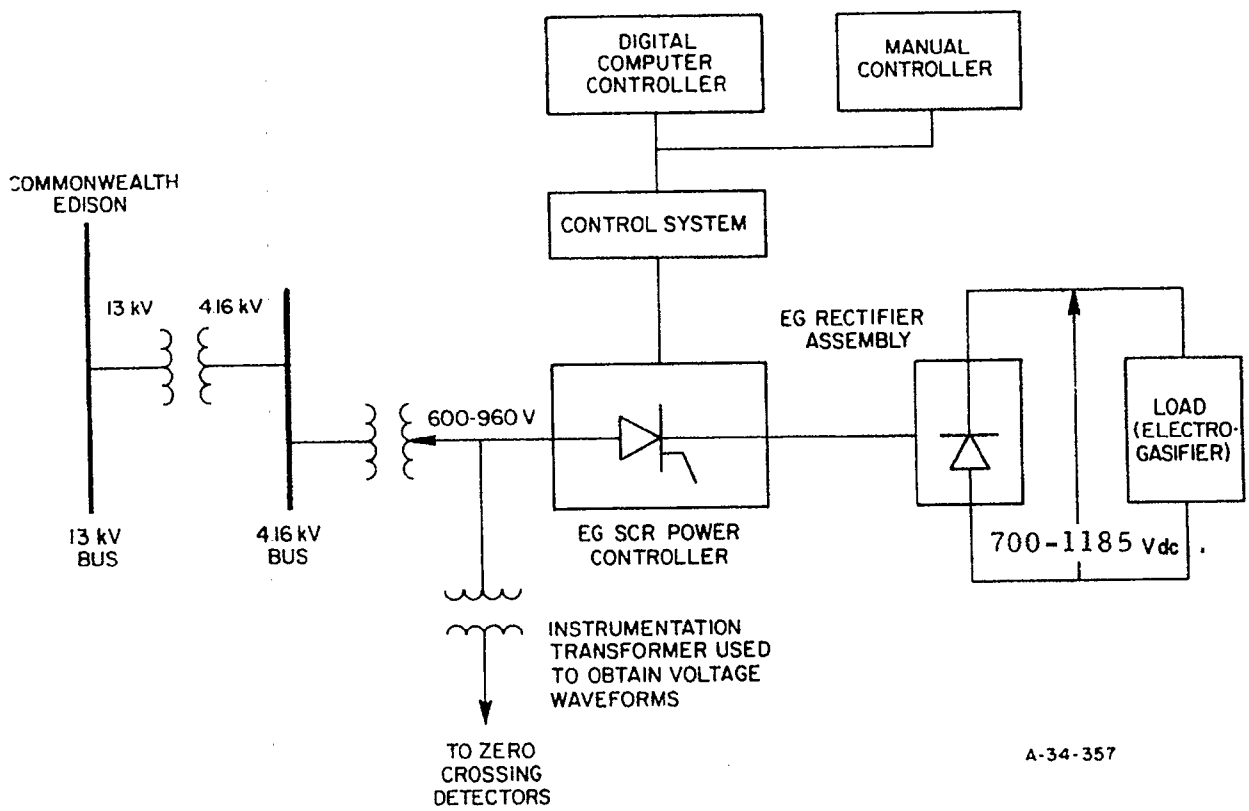 DIGITAL
COMPUTER
CONTROLLER
MANUAL
CONTROLLER
COMMONWEALTH
EDISON
CONTROL SYSTEM
13 kV
4.16 kV
EG RECTIFIER
ASSEMBLY
600-960 V
LOAD
(ELECTRO-
GASIFIER)
13 kV
BUS
4.16 kV
BUS
EG SCR POWER
CONTROLLER
700-1185 Vdc .
INSTRUMENTATION
TRANSFORMER USED
TO OBTAIN VOLTAGE
WAVEFORMS
TO ZERO
CROSSING
DETECTORS
A-34-357